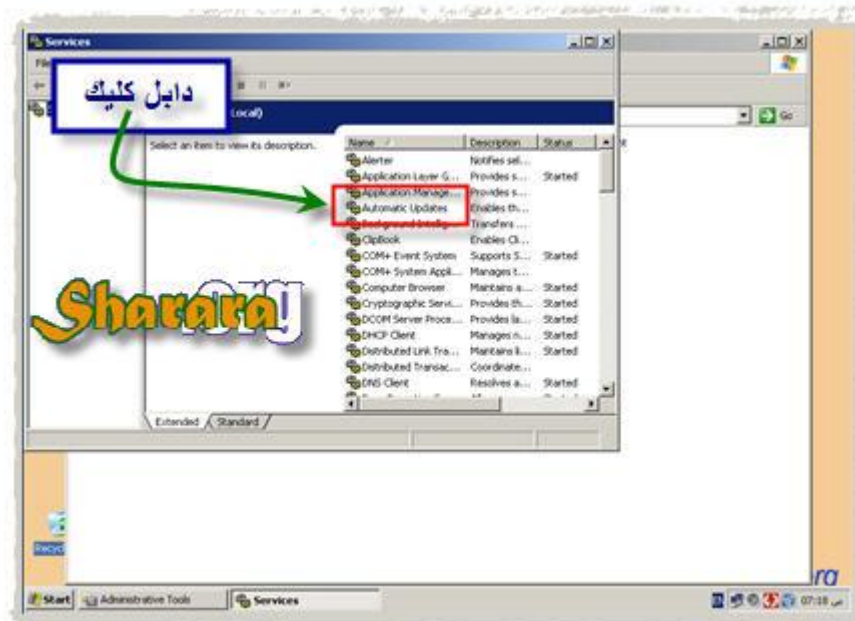 Services
دابل كليك
Local)
Go
Select an item to view its description.
Name Description Status
Alerter Notifies sel...
Application Layer G... Provides s... Started
Application Manage... Provides s...
Automatic Updates Enables th...
Background Intellig... Transfers ...
ClipBook Enables Cli...
COM+ Event System Supports S... Started
COM+ System Appli... Manages t...
Computer Browser Maintains a... Started
Cryptographic Servi... Provides th... Started
DCOM Server Proce... Provides la... Started
DHCP Client Manages n... Started
Distributed Link Tra... Maintains li... Started
Distributed Transac... Coordinate...
DNS Client Resolves a... Started
Sharara.org
Extended Standard
Recyc
rg
Start Administrative Tools Services 07:18 ص